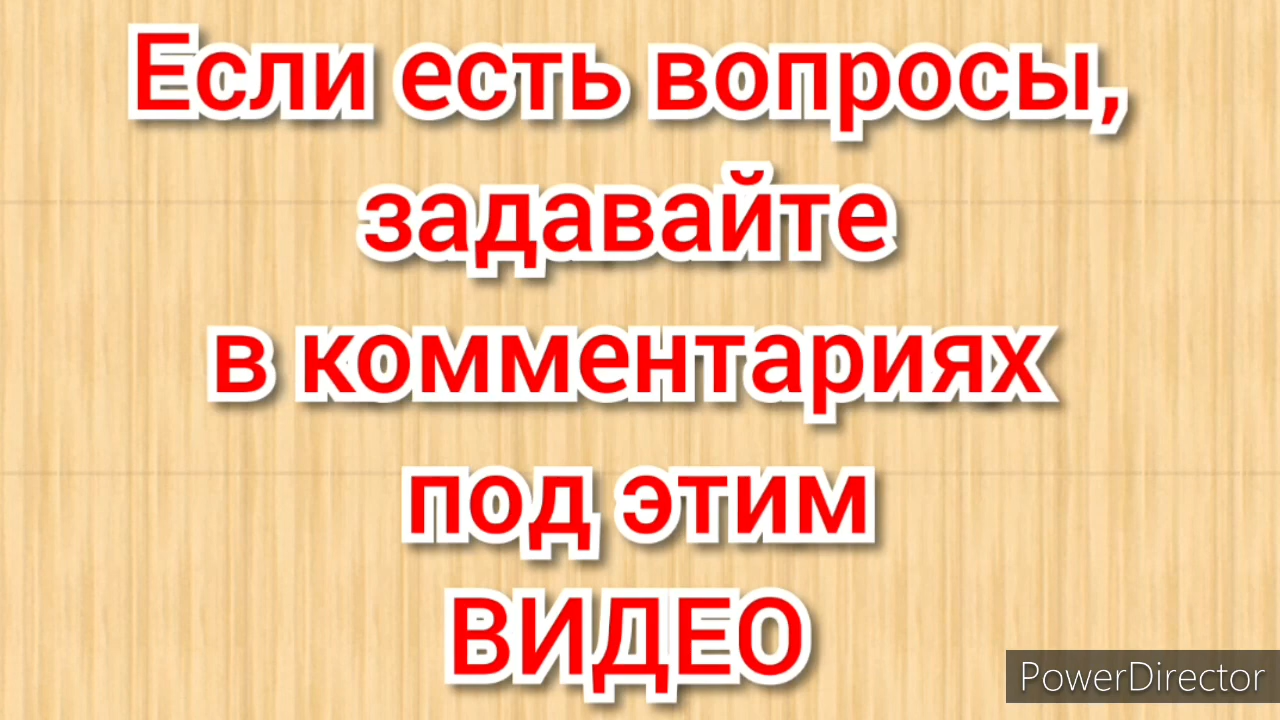 Если есть вопросы,
задавайте
в комментариях
под этим
ВИДЕО
PowerDirector